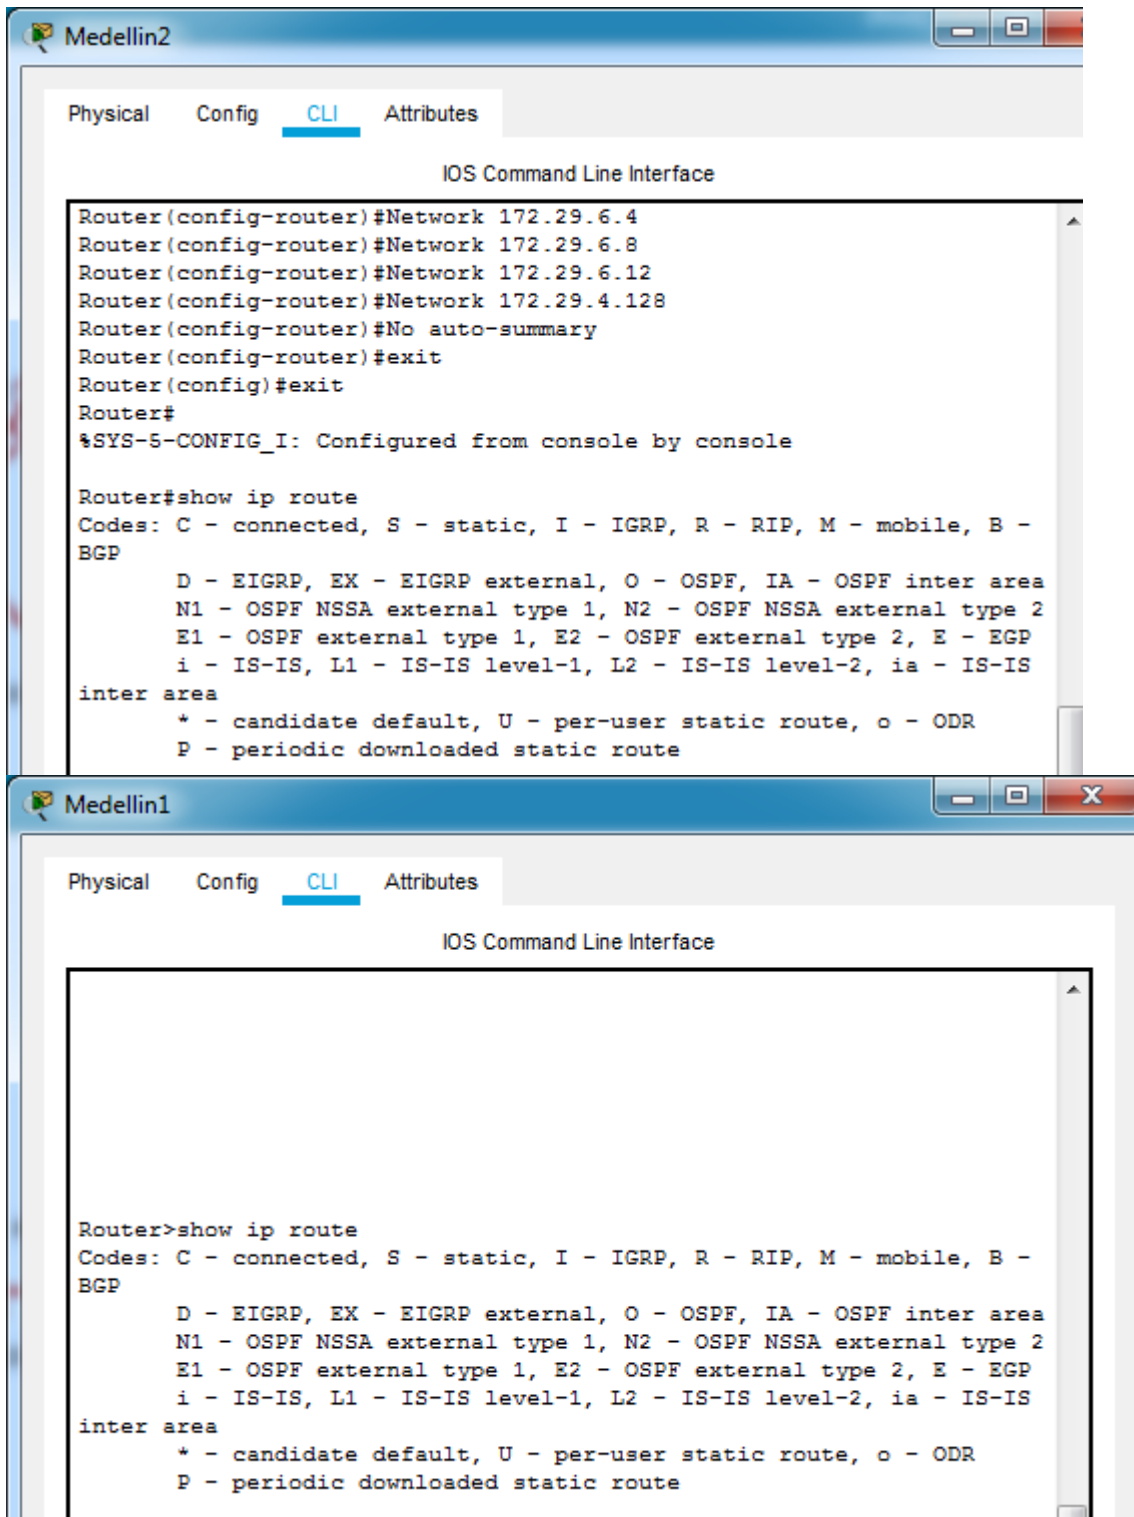 Medellin2
Physical Config CLI Attributes
IOS Command Line Interface
Router(config-router)#Network 172.29.6.4
Router(config-router)#Network 172.29.6.8
Router(config-router)#Network 172.29.6.12
Router(config-router)#Network 172.29.4.128
Router(config-router)#No auto-summary
Router(config-router)#exit
Router(config)#exit
Router#
%SYS-5-CONFIG_I: Configured from console by console
Router#show ip route
Codes: C - connected, S - static, I - IGRP, R - RIP, M - mobile, B -
BGP
D - EIGRP, EX - EIGRP external, O - OSPF, IA - OSPF inter area
N1 - OSPF NSSA external type 1, N2 - OSPF NSSA external type 2
E1 - OSPF external type 1, E2 - OSPF external type 2, E - EGP
i - IS-IS, L1 - IS-IS level-1, L2 - IS-IS level-2, ia - IS-IS
inter area
* - candidate default, U - per-user static route, o - ODR
P - periodic downloaded static route
Medellin1
Physical Config CLI Attributes
IOS Command Line Interface
Router>show ip route
Codes: C - connected, S - static, I - IGRP, R - RIP, M - mobile, B -
BGP
D - EIGRP, EX - EIGRP external, O - OSPF, IA - OSPF inter area
N1 - OSPF NSSA external type 1, N2 - OSPF NSSA external type 2
E1 - OSPF external type 1, E2 - OSPF external type 2, E - EGP
i - IS-IS, L1 - IS-IS level-1, L2 - IS-IS level-2, ia - IS-IS
inter area
* - candidate default, U - per-user static route, o - ODR
P - periodic downloaded static route